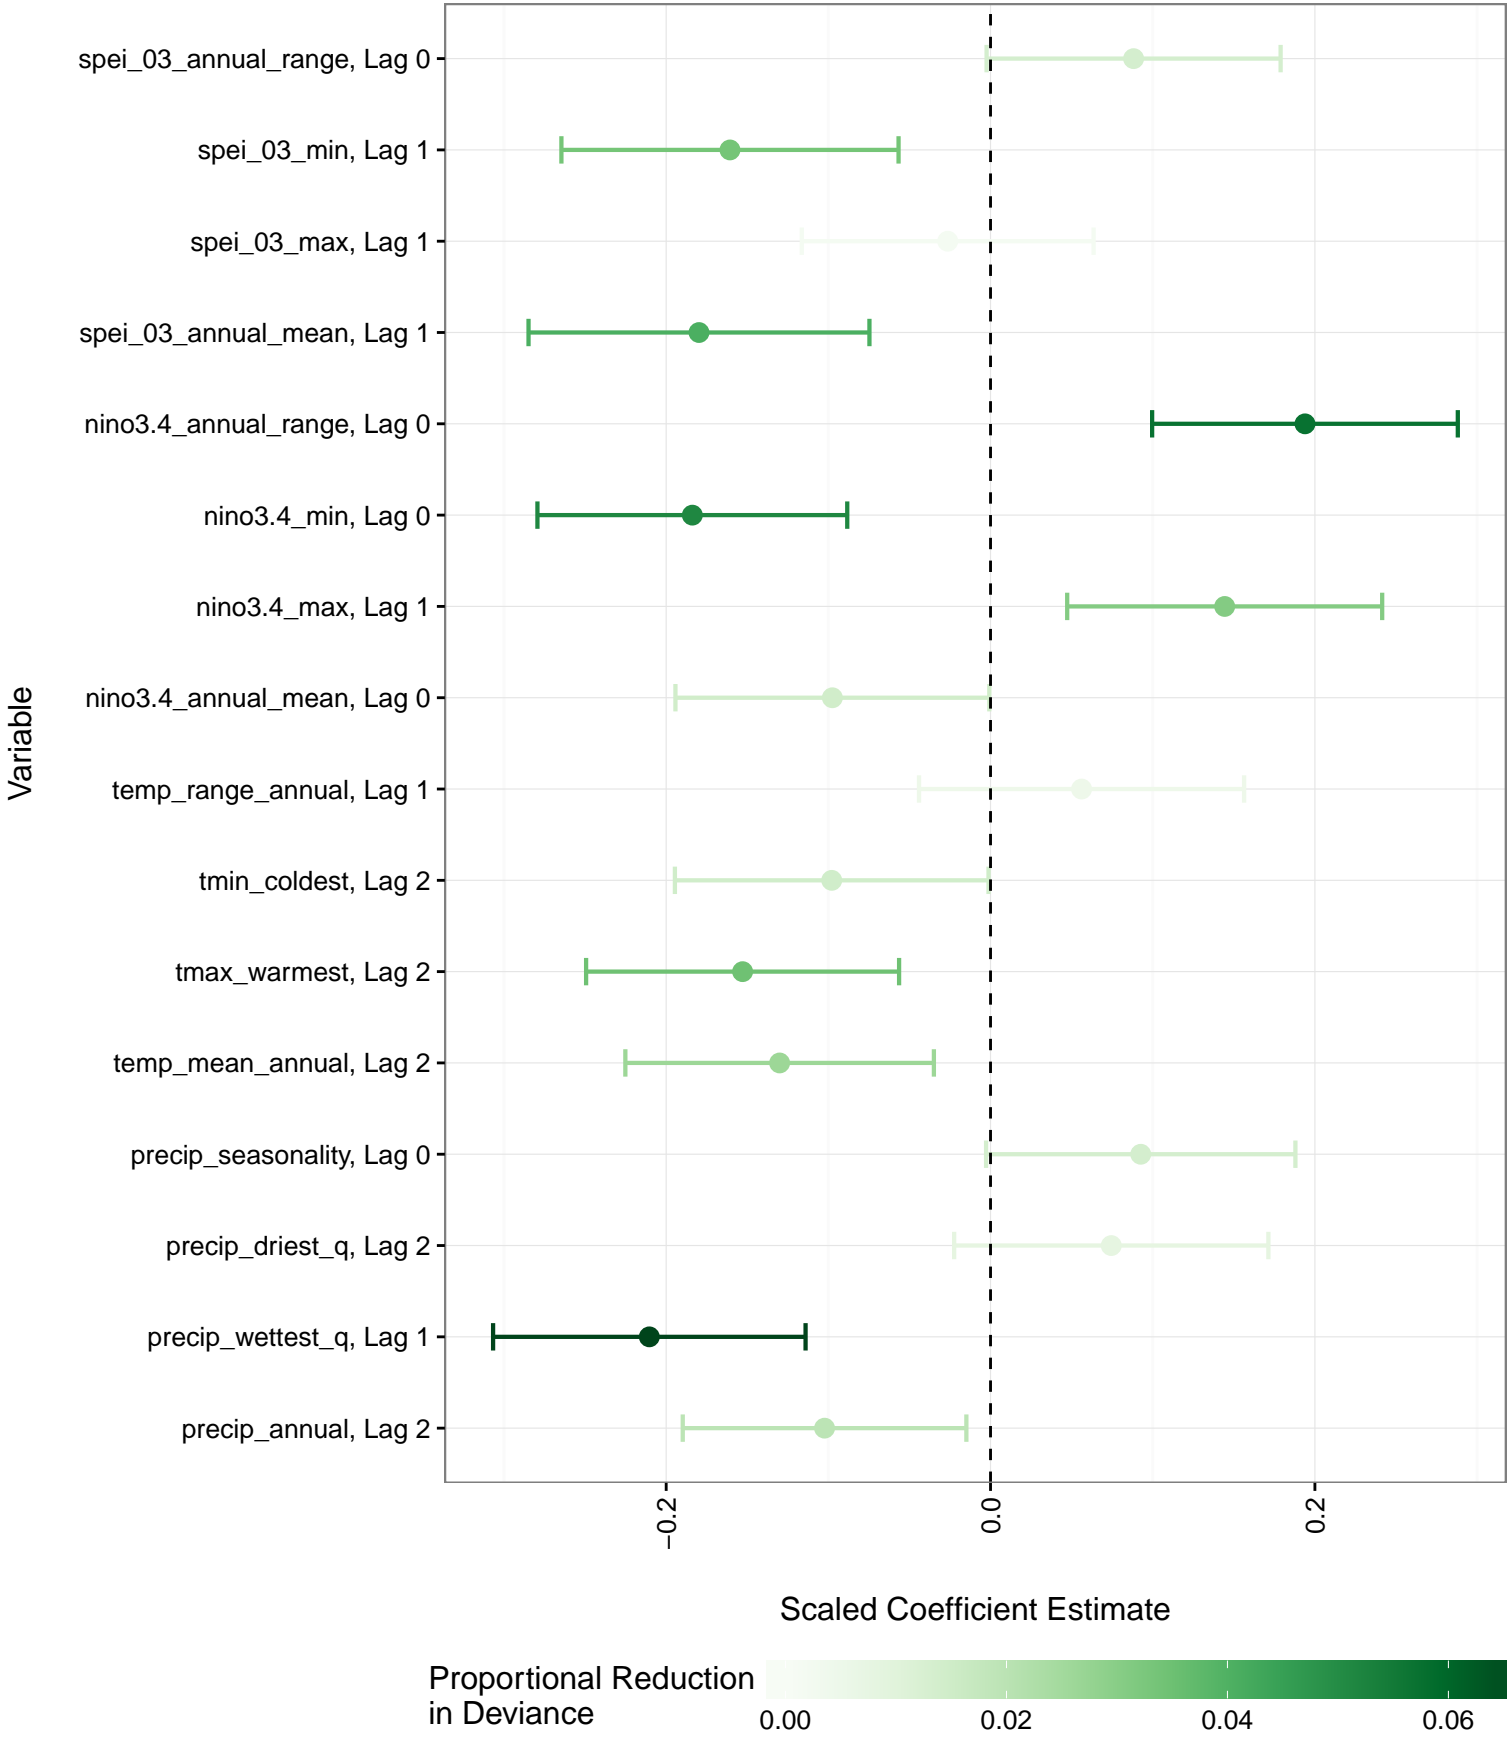 spei_03_annual_range, Lag 0
spei_03_min, Lag 1
spei_03_max, Lag 1
spei_03_annual_mean, Lag 1
nino3.4_annual_range, Lag 0
nino3.4_min, Lag 0
nino3.4_max, Lag 1
nino3.4_annual_mean, Lag 0
temp_range_annual, Lag 1
tmin_coldest, Lag 2
tmax_warmest, Lag 2
temp_mean_annual, Lag 2
precip_seasonality, Lag 0
precip_driest_q, Lag 2
precip_wettest_q, Lag 1
precip_annual, Lag 2
Variable
−0.2
0.0
0.2
Scaled Coefficient Estimate
Proportional Reduction
in Deviance
0.00
0.02
0.04
0.06